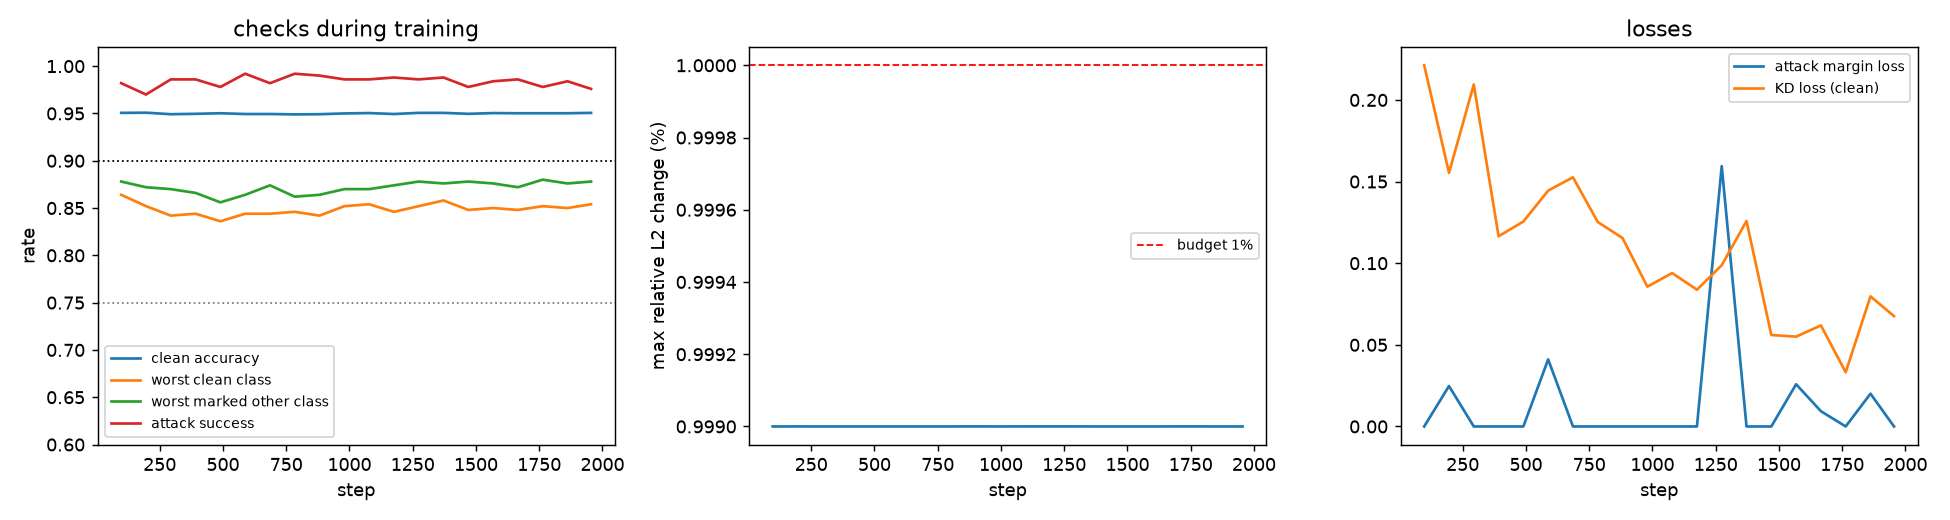 checks during training
rate
1.00
0.95
0.90
0.85
0.80
0.75
0.70
0.65
0.60
clean accuracy
worst clean class
worst marked other class
attack success
250 500 750 1000 1250 1500 1750 2000
step
max relative L2 change (%)
1.0000
0.9998
0.9996
0.9994
0.9992
0.9990
budget 1%
250 500 750 1000 1250 1500 1750 2000
step
losses
attack margin loss
KD loss (clean)
0.20
0.15
0.10
0.05
0.00
250 500 750 1000 1250 1500 1750 2000
step